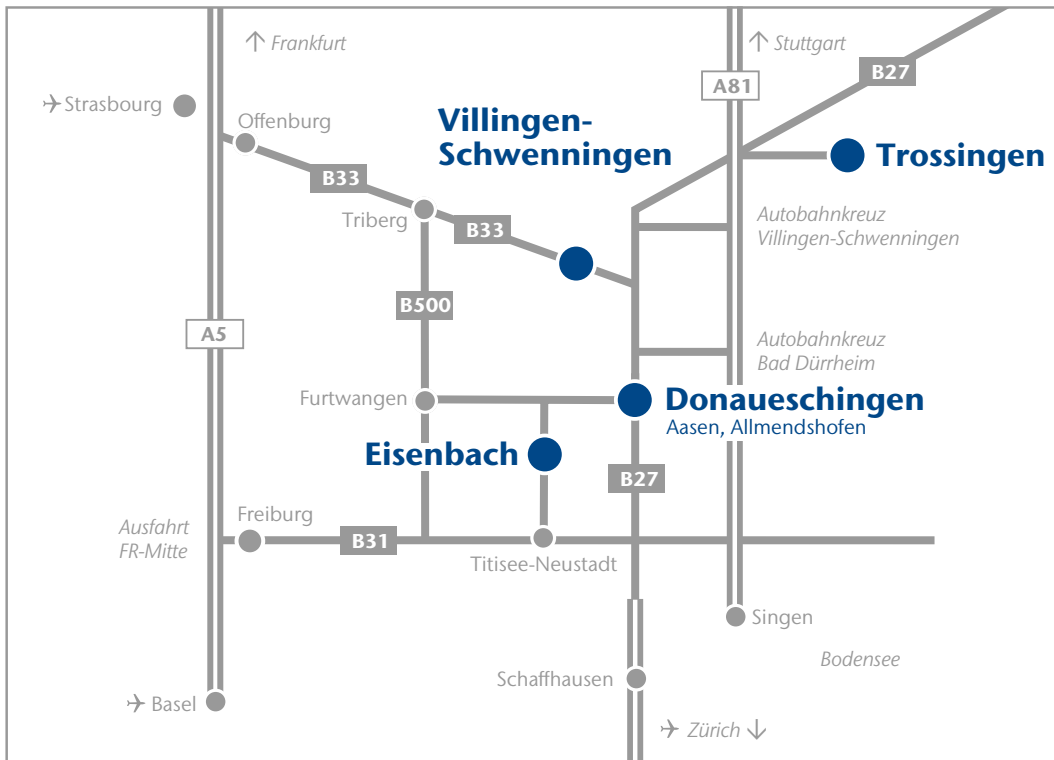 ↑ Frankfurt
↑ Stuttgart
B27
A81
✈ Strasbourg
Offenburg
Villingen-
Schwenningen
Trossingen
B33
Triberg
B33
Autobahnkreuz
Villingen-Schwenningen
B500
A5
Autobahnkreuz
Bad Dürrheim
Furtwangen
Donaueschingen
Aasen, Allmendshofen
Eisenbach
B27
Freiburg
Ausfahrt
FR-Mitte
B31
Titisee-Neustadt
Singen
Bodensee
Schaffhausen
✈ Basel
✈ Zürich ↓